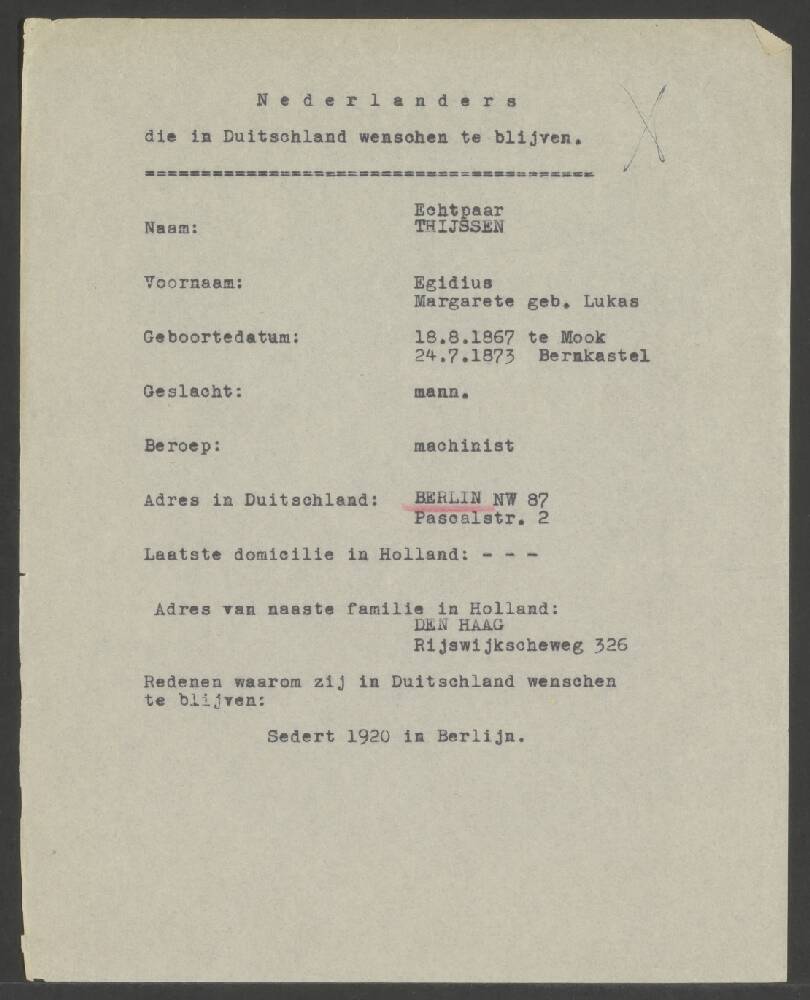 N e d e r l a n d e r s
die in Duitschland wenschen te blijven.
========================================
Echtpaar
Naam: THIJSSEN
Voornaam: Egidius
Margarete geb. Lukas
Geboortedatum: 18.8.1867 te Mook
24.7.1873 Bernkastel
Geslacht: mann.
Beroep: machinist
Adres in Duitschland: BERLIN NW 87
Pascalstr. 2
Laatste domicilie in Holland: - - -
Adres van naaste familie in Holland:
DEN HAAG
Rijswijkscheweg 326
Redenen waarom zij in Duitschland wenschen
te blijven:
Sedert 1920 in Berlijn.